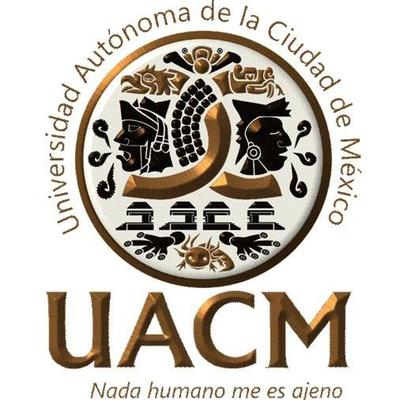 Universidad Autónoma de la Ciudad de México
UACM
Nada humano me es ajeno